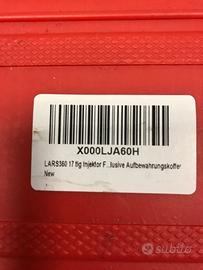 X000LJA60H
LARS360 17 tlg Injektor F...lusive Aufbewahrungskoffer
New
subito